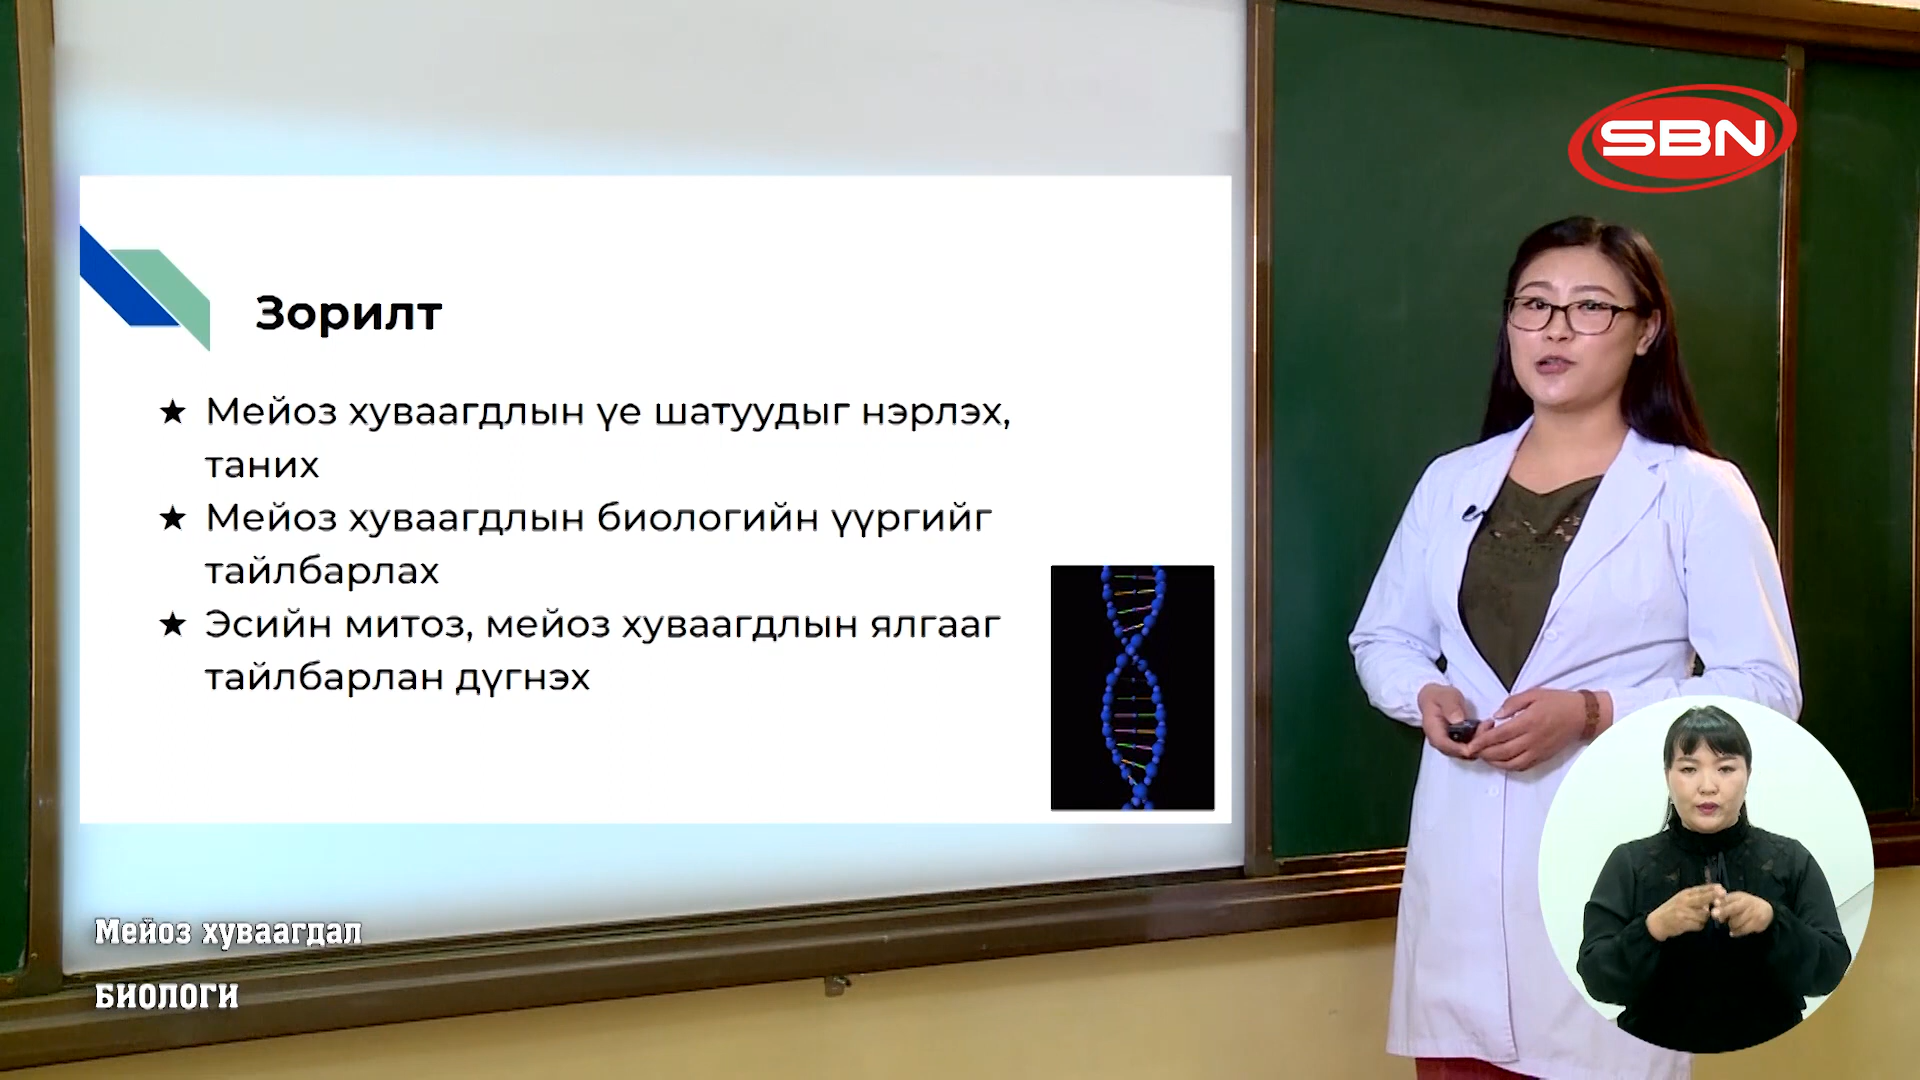 SBN
Зорилт
★ Мейоз хуваагдлын үе шатуудыг нэрлэх,
таних
★ Мейоз хуваагдлын биологийн үүргийг
тайлбарлах
★ Эсийн митоз, мейоз хуваагдлын ялгааг
тайлбарлан дүгнэх
Мейоз хуваагдал
БИОЛОГИ